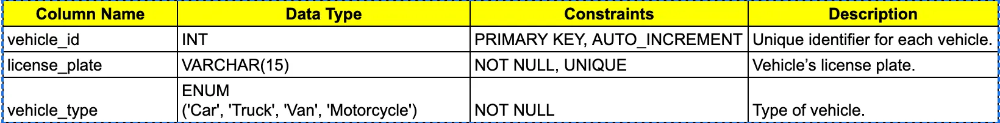 Column Name Data Type Constraints Description
vehicle_id INT PRIMARY KEY, AUTO_INCREMENT Unique identifier for each vehicle.
license_plate VARCHAR(15) NOT NULL, UNIQUE Vehicle’s license plate.
ENUM
vehicle_type ('Car', 'Truck', 'Van', 'Motorcycle') NOT NULL Type of vehicle.